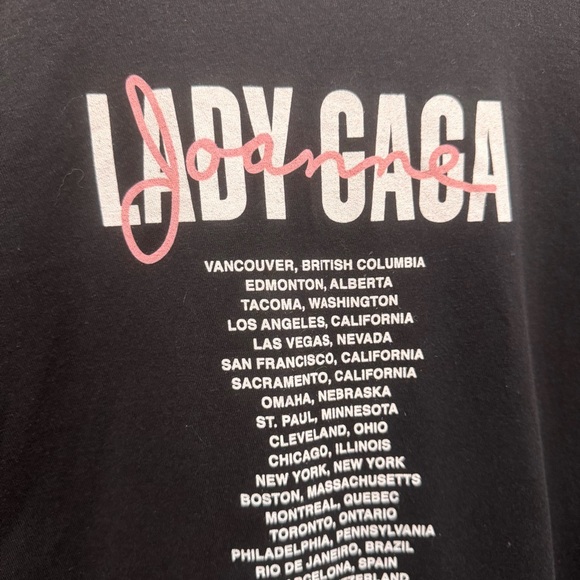 LADY GAGA
Joanne
VANCOUVER, BRITISH COLUMBIA
EDMONTON, ALBERTA
TACOMA, WASHINGTON
LOS ANGELES, CALIFORNIA
LAS VEGAS, NEVADA
SAN FRANCISCO, CALIFORNIA
SACRAMENTO, CALIFORNIA
OMAHA, NEBRASKA
ST. PAUL, MINNESOTA
CLEVELAND, OHIO
CHICAGO, ILLINOIS
NEW YORK, NEW YORK
BOSTON, MASSACHUSETTS
MONTREAL, QUEBEC
TORONTO, ONTARIO
PHILADELPHIA, PENNSYLVANIA
RIO DE JANEIRO, BRAZIL
BARCELONA, SPAIN